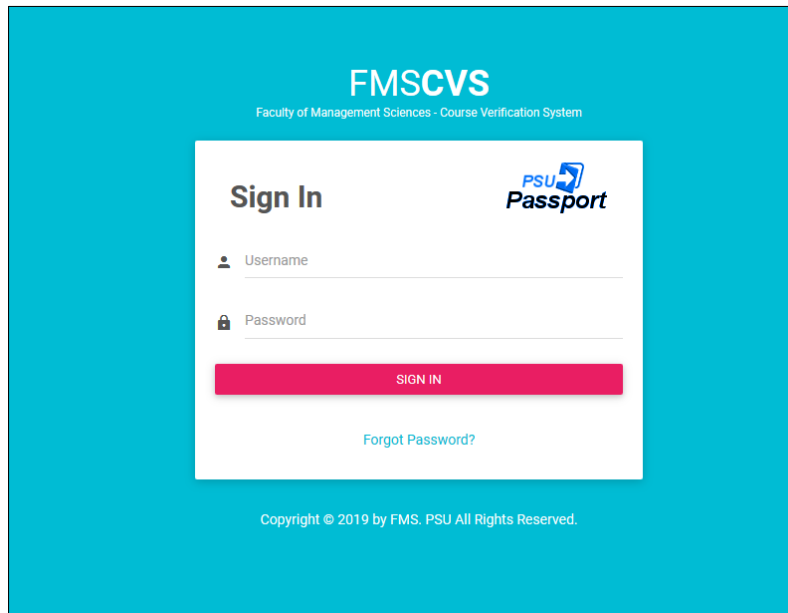 FMSCVS
Faculty of Management Sciences - Course Verification System
Sign In
PSU
Passport
Username
Password
SIGN IN
Forgot Password?
Copyright © 2019 by FMS. PSU All Rights Reserved.